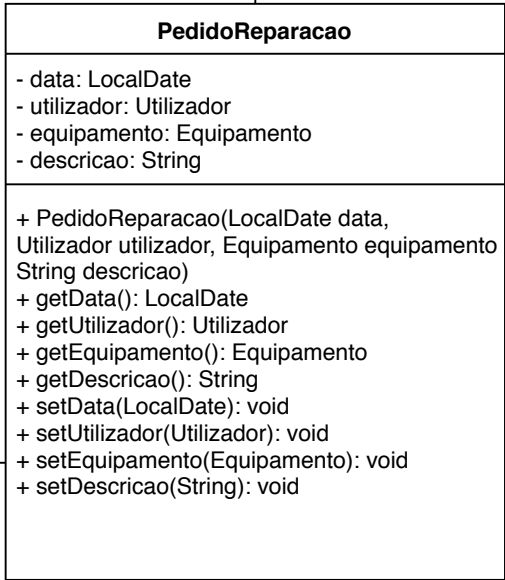 PedidoReparacao
- data: LocalDate
- utilizador: Utilizador
- equipamento: Equipamento
- descricao: String
+ PedidoReparacao(LocalDate data,
Utilizador utilizador, Equipamento equipamento
String descricao)
+ getData(): LocalDate
+ getUtilizador(): Utilizador
+ getEquipamento(): Equipamento
+ getDescricao(): String
+ setData(LocalDate): void
+ setUtilizador(Utilizador): void
+ setEquipamento(Equipamento): void
+ setDescricao(String): void